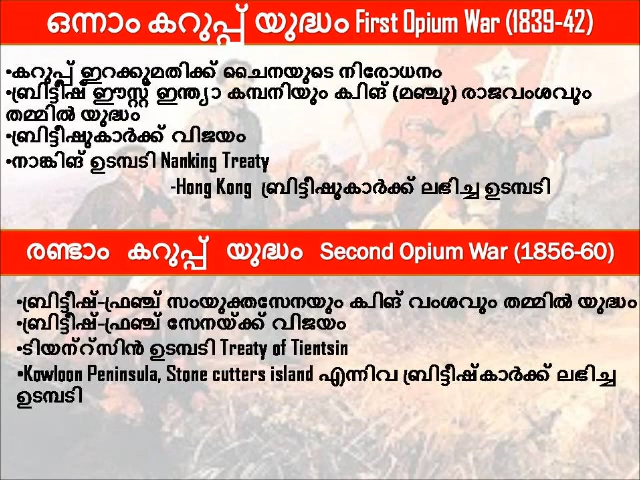 ഒന്നാം കറുപ്പ് യുദ്ധം First Opium War (1839-42)
•കറുപ്പ് ഇറക്കുമതിക്ക് ചൈനയുടെ നിരോധനം
•ബ്രിട്ടീഷ് ഈസ്റ്റ് ഇന്ത്യാ കമ്പനിയും ക്വിങ് (മഞ്ചു) രാജവംശവും
തമ്മിൽ യുദ്ധം
•ബ്രിട്ടീഷുകാർക്ക് വിജയം
•നാങ്കിങ് ഉടമ്പടി Nanking Treaty
-Hong Kong ബ്രിട്ടീഷുകാർക്ക് ലഭിച്ച ഉടമ്പടി
രണ്ടാം കറുപ്പ് യുദ്ധം Second Opium War (1856-60)
•ബ്രിട്ടീഷ്-ഫ്രഞ്ച് സംയുക്തസേനയും ക്വിങ് വംശവും തമ്മിൽ യുദ്ധം
•ബ്രിട്ടീഷ്-ഫ്രഞ്ച് സേനയ്ക്ക് വിജയം
•ടിയന്റ്സിൻ ഉടമ്പടി Treaty of Tientsin
•Kowloon Peninsula, Stone cutters island എന്നിവ ബ്രിട്ടീഷ്കാർക്ക് ലഭിച്ച
ഉടമ്പടി